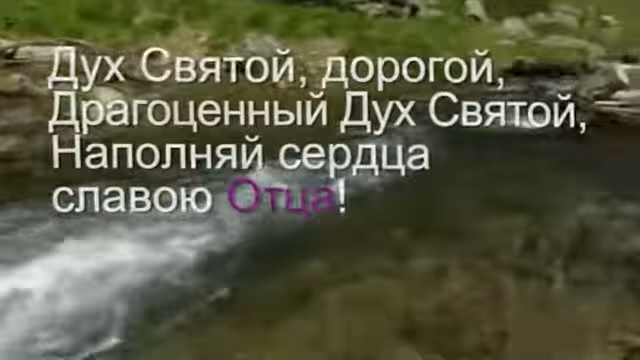 Дух Святой, дорогой,
Драгоценный Дух Святой,
Наполняй сердца
славою Отца!